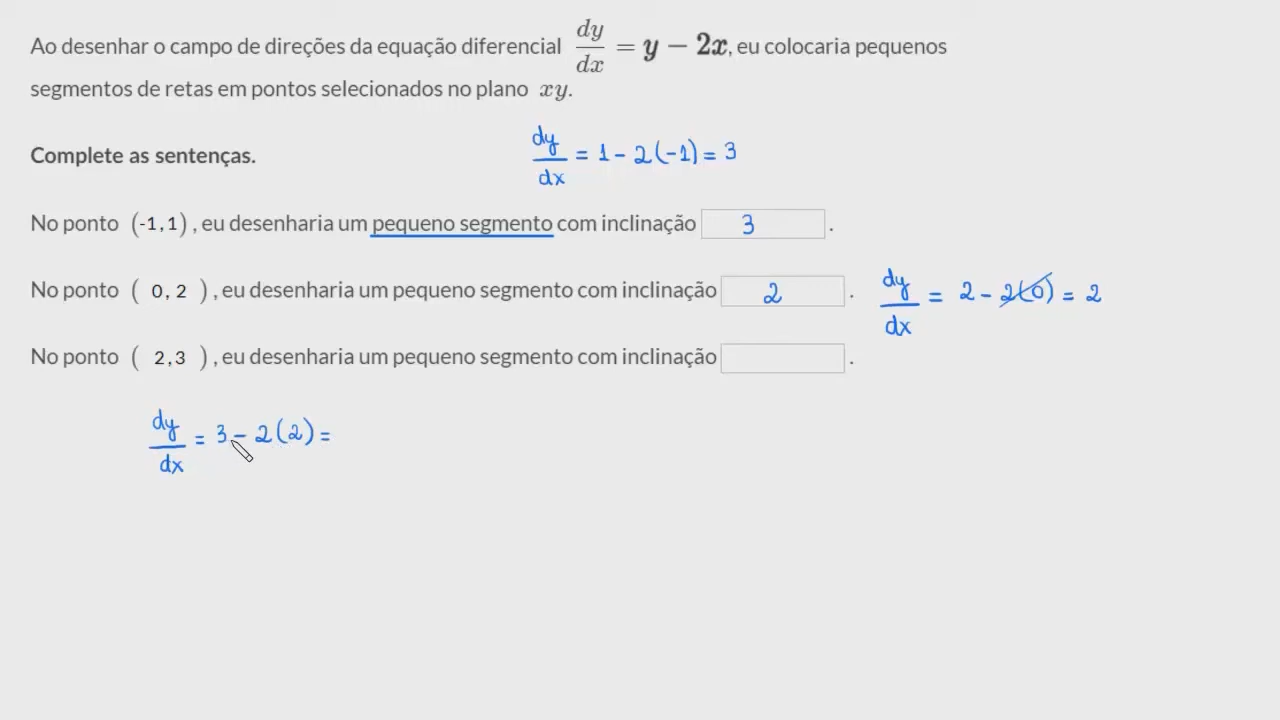 Ao desenhar o campo de direções da equação diferencial dy/dx = y − 2x, eu colocaria pequenos
segmentos de retas em pontos selecionados no plano xy.
Complete as sentenças.
dy/dx = 1 - 2(-1) = 3
No ponto (-1,1), eu desenharia um pequeno segmento com inclinação 3.
No ponto ( 0, 2 ), eu desenharia um pequeno segmento com inclinação 2. dy/dx = 2 - 2(0) = 2
No ponto ( 2,3 ), eu desenharia um pequeno segmento com inclinação .
dy/dx = 3 - 2(2) =